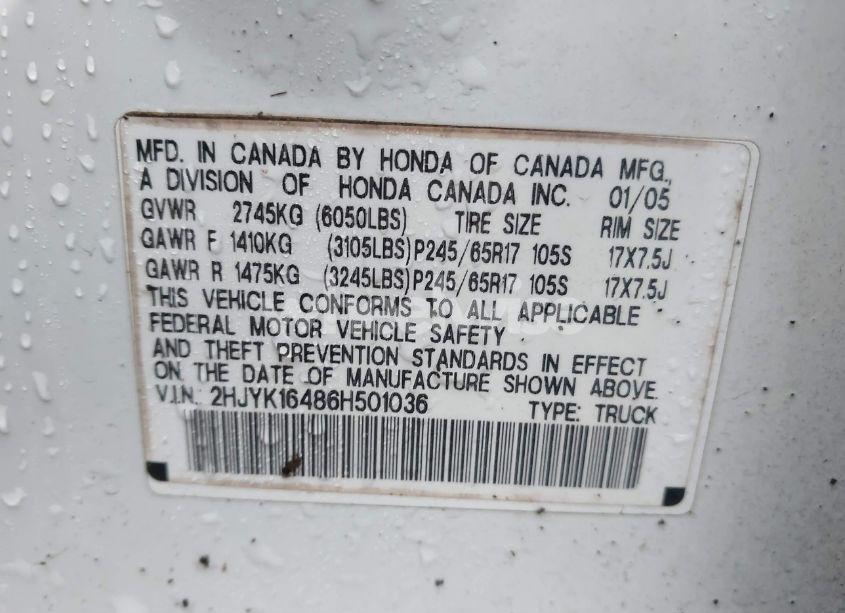 MFD. IN CANADA BY HONDA OF CANADA MFG.,
A DIVISION OF HONDA CANADA INC. 01/05
GVWR 2745KG (6050LBS) TIRE SIZE RIM SIZE
GAWR F 1410KG (3105LBS) P245/65R17 105S 17X7.5J
GAWR R 1475KG (3245LBS) P245/65R17 105S 17X7.5J
THIS VEHICLE CONFORMS TO ALL APPLICABLE
FEDERAL MOTOR VEHICLE SAFETY
AND THEFT PREVENTION STANDARDS IN EFFECT
ON THE DATE OF MANUFACTURE SHOWN ABOVE.
V.I.N.: 2HJYK16486H501036 TYPE: TRUCK